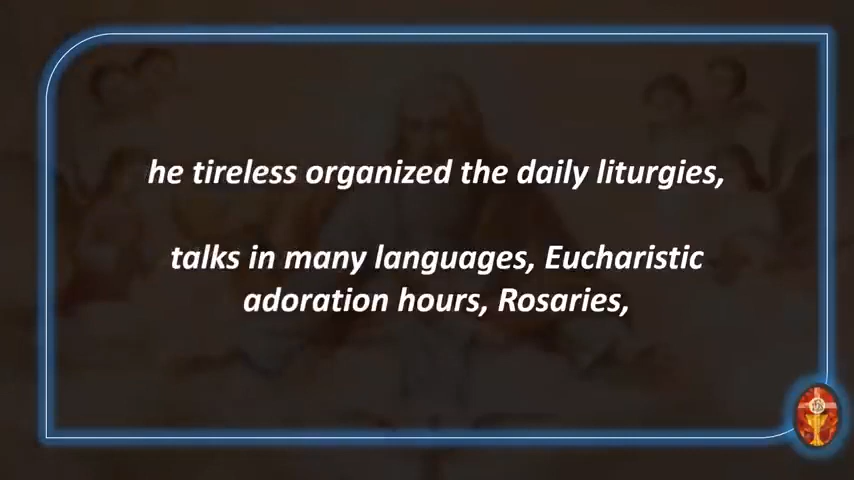 he tireless organized the daily liturgies,
talks in many languages, Eucharistic
adoration hours, Rosaries,